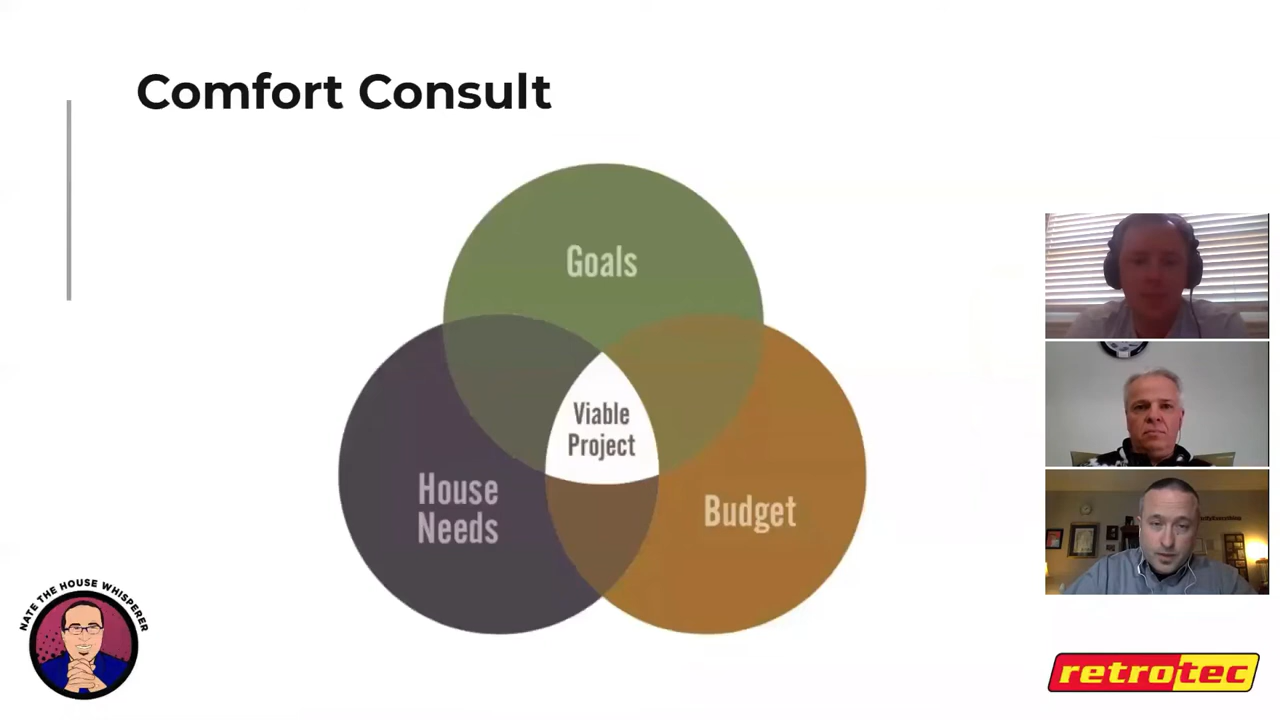 Comfort Consult
Goals
Viable
Project
House
Needs
Budget
NATE THE HOUSE WHISPERER
retrotec